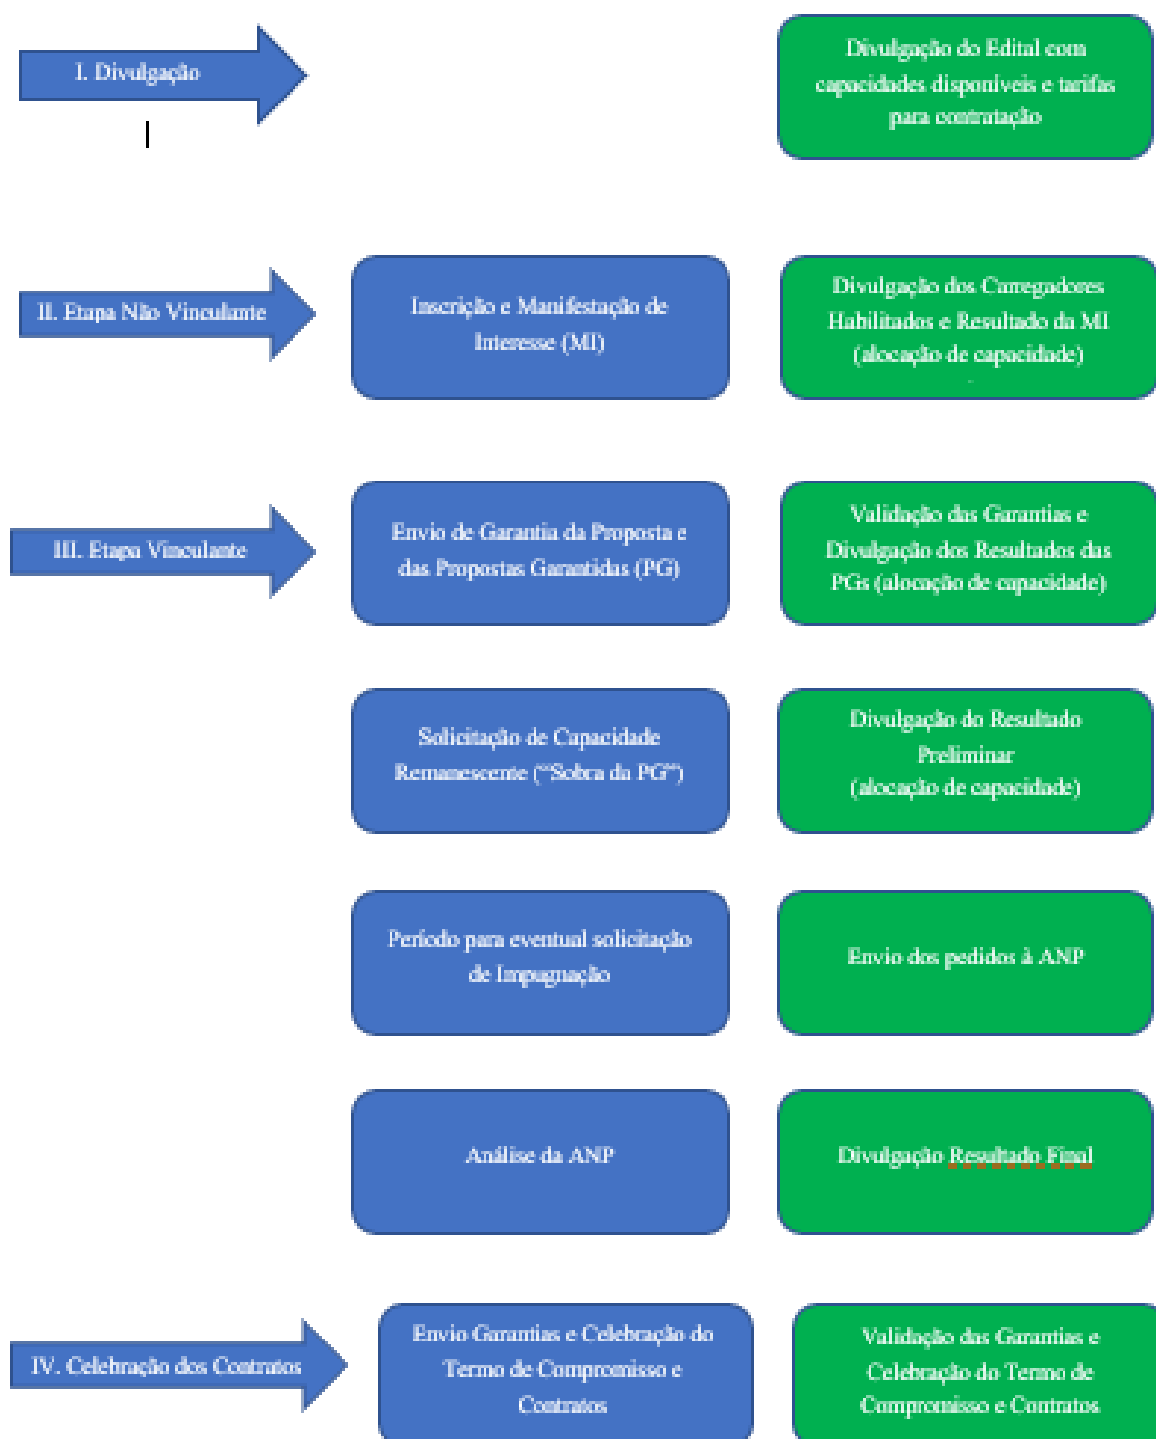 I. Divulgação
Divulgação do Edital com
capacidades disponíveis e tarifas
para contratação
II. Etapa Não Vinculante
Inscrição e Manifestação de
Interesse (MI)
Divulgação dos Carregadores
Habilitados e Resultado da MI
(alocação de capacidade)
III. Etapa Vinculante
Envio de Garantia da Proposta e
das Propostas Garantidas (PG)
Validação das Garantias e
Divulgação dos Resultados das
PGs (alocação de capacidade)
Solicitação de Capacidade
Remanescente (“Sobra da PG”)
Divulgação do Resultado
Preliminar
(alocação de capacidade)
Período para eventual solicitação
de Impugnação
Envio dos pedidos à ANP
Análise da ANP
Divulgação Resultado Final
IV. Celebração dos Contratos
Envio Garantias e Celebração do
Termo de Compromisso e
Contratos
Validação das Garantias e
Celebração do Termo de
Compromisso e Contratos